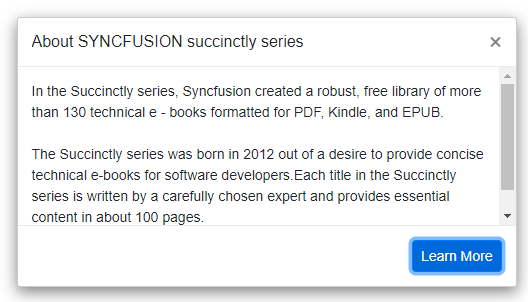 About SYNCFUSION succinctly series
×
In the Succinctly series, Syncfusion created a robust, free library of more
than 130 technical e - books formatted for PDF, Kindle, and EPUB.
The Succinctly series was born in 2012 out of a desire to provide concise
technical e-books for software developers.Each title in the Succinctly
series is written by a carefully chosen expert and provides essential
content in about 100 pages.
Learn More